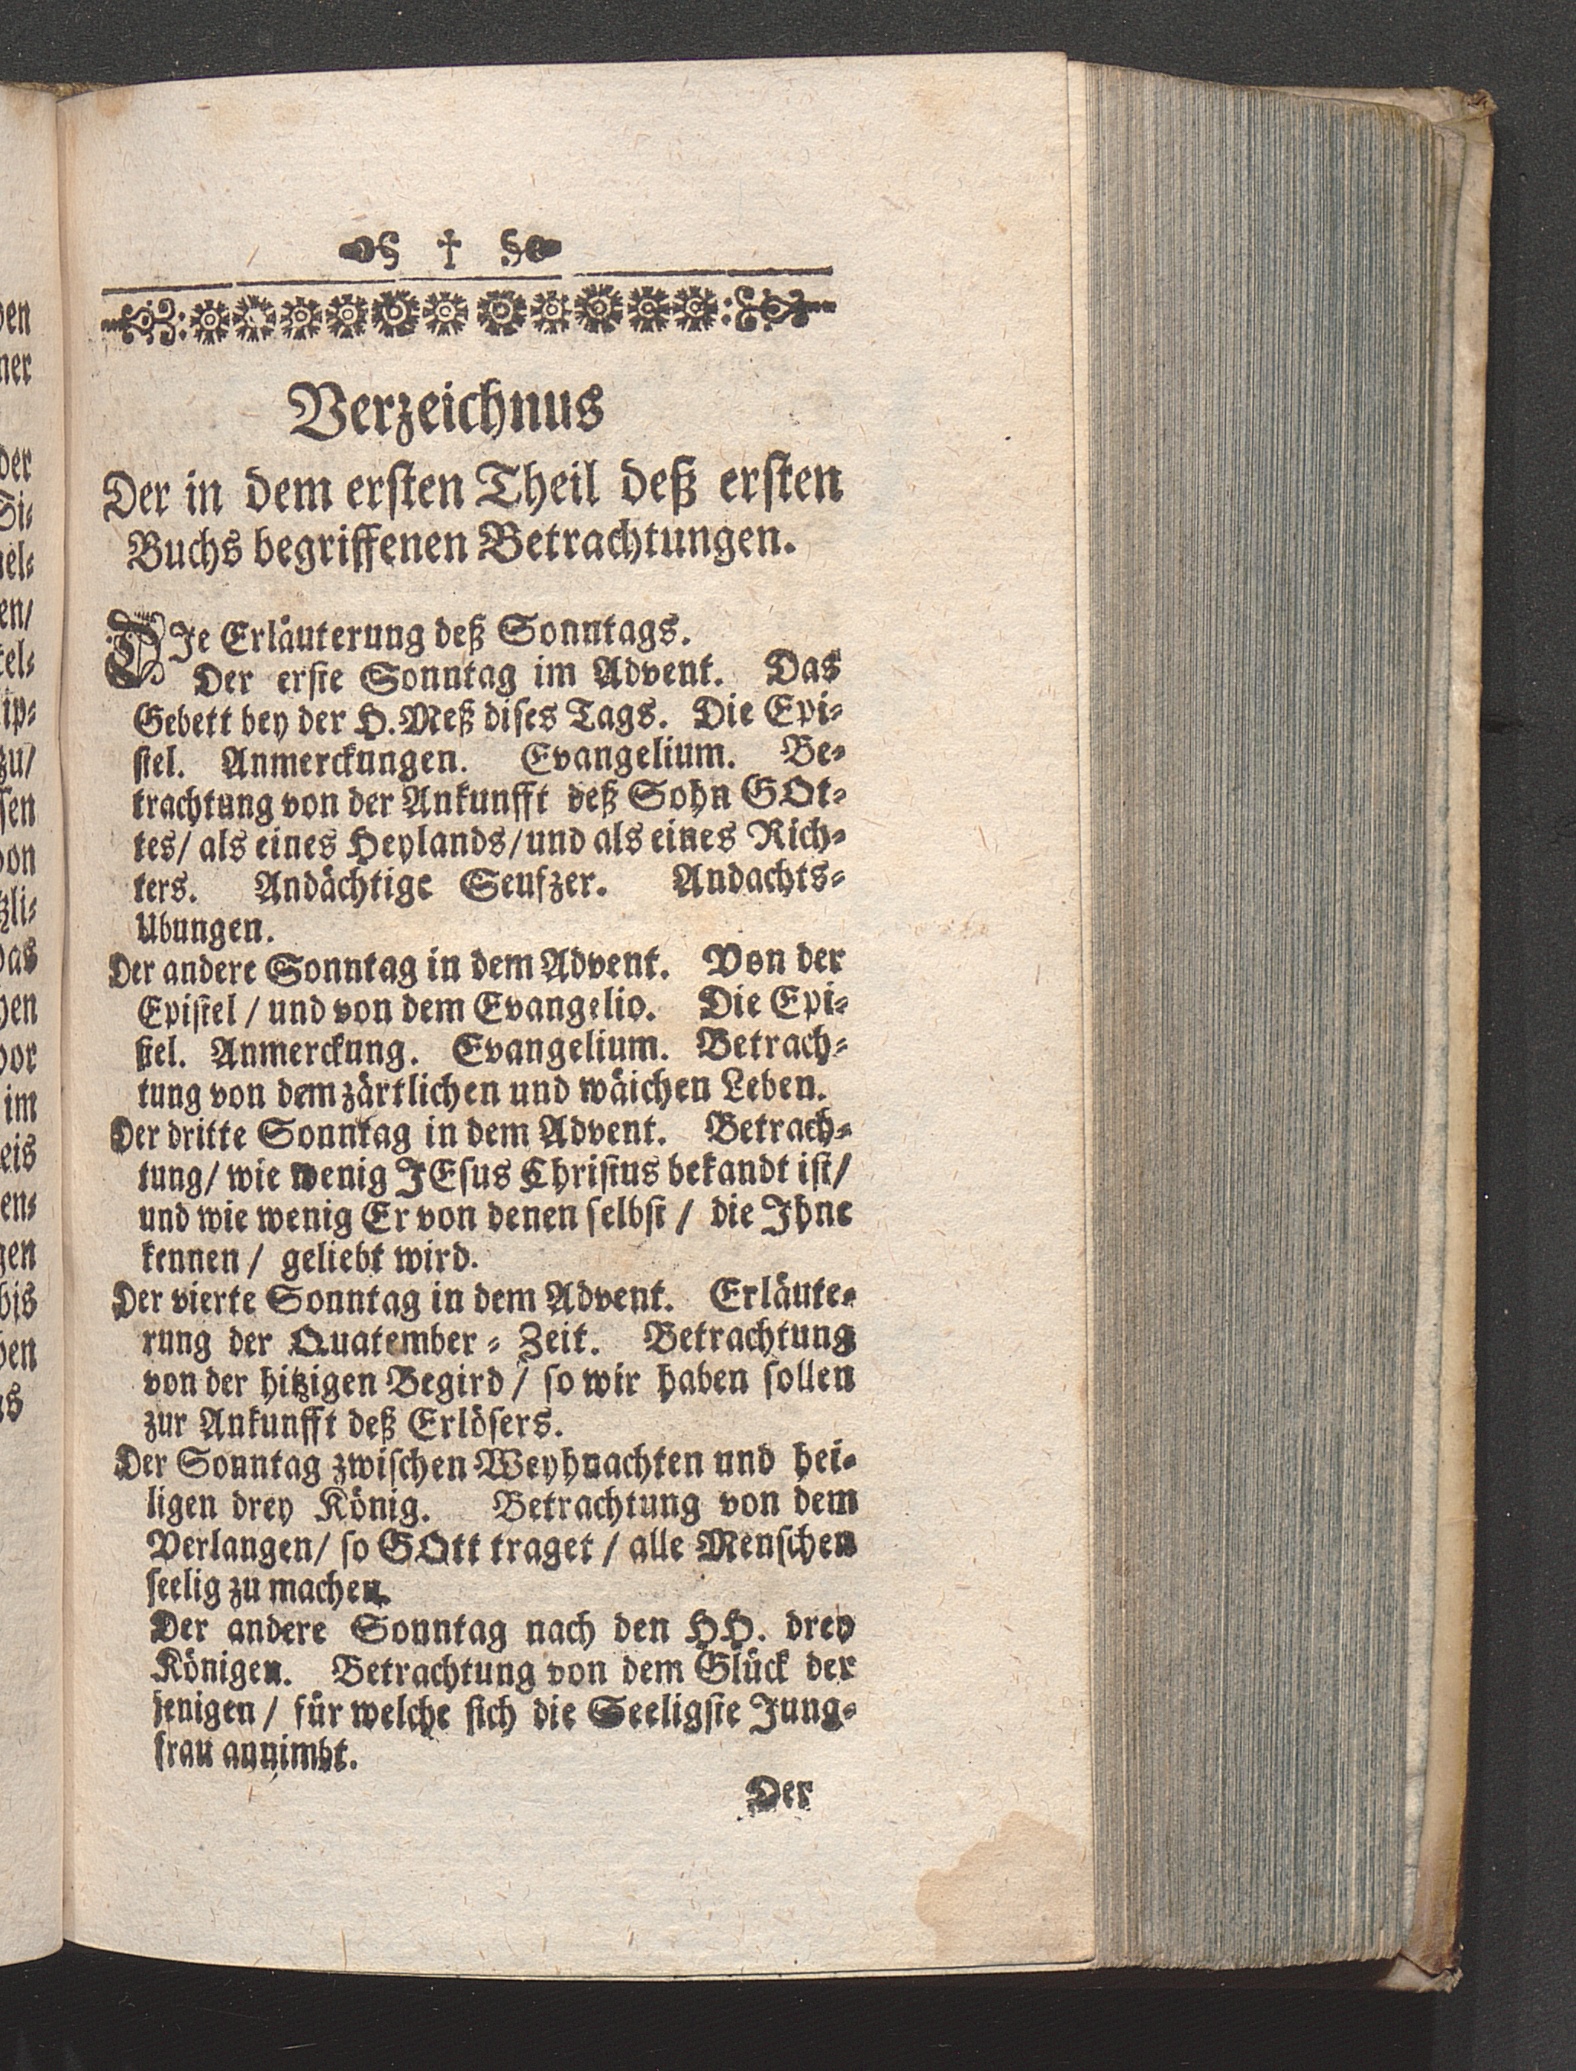 § † §
Verzeichnus
Der in dem ersten Theil deß ersten
Buchs begriffenen Betrachtungen.
DIe Erläuterung deß Sonntags.
Der erste Sonntag im Advent. Das
Gebett bey der H. Meß dises Tags. Die Epi-
stel. Anmerckungen. Evangelium. Be-
trachtung von der Ankunfft deß Sohn GOt-
tes/ als eines Heylands/ und als eines Rich-
ters. Andächtige Seufzer. Andachts-
Ubungen.
Der andere Sonntag in dem Advent. Von der
Epistel / und von dem Evangelio. Die Epi-
stel. Anmerckung. Evangelium. Betrach-
tung von dem zärtlichen und wäichen Leben.
Der dritte Sonntag in dem Advent. Betrach-
tung/ wie wenig JEsus Christus bekandt ist/
und wie wenig Er von denen selbst / die Ihne
kennen / geliebt wird.
Der vierte Sonntag in dem Advent. Erläute-
rung der Quatember-Zeit. Betrachtung
von der hitzigen Begird / so wir haben sollen
zur Ankunfft deß Erlösers.
Der Sonntag zwischen Weyhnachten und hei-
ligen drey König. Betrachtung von dem
Verlangen/ so GOtt traget / alle Menschen
seelig zu machen.
Der andere Sonntag nach den HH. drey
Königen. Betrachtung von dem Glück der
jenigen / für welche sich die Seeligste Jung-
frau annimbt.
Der